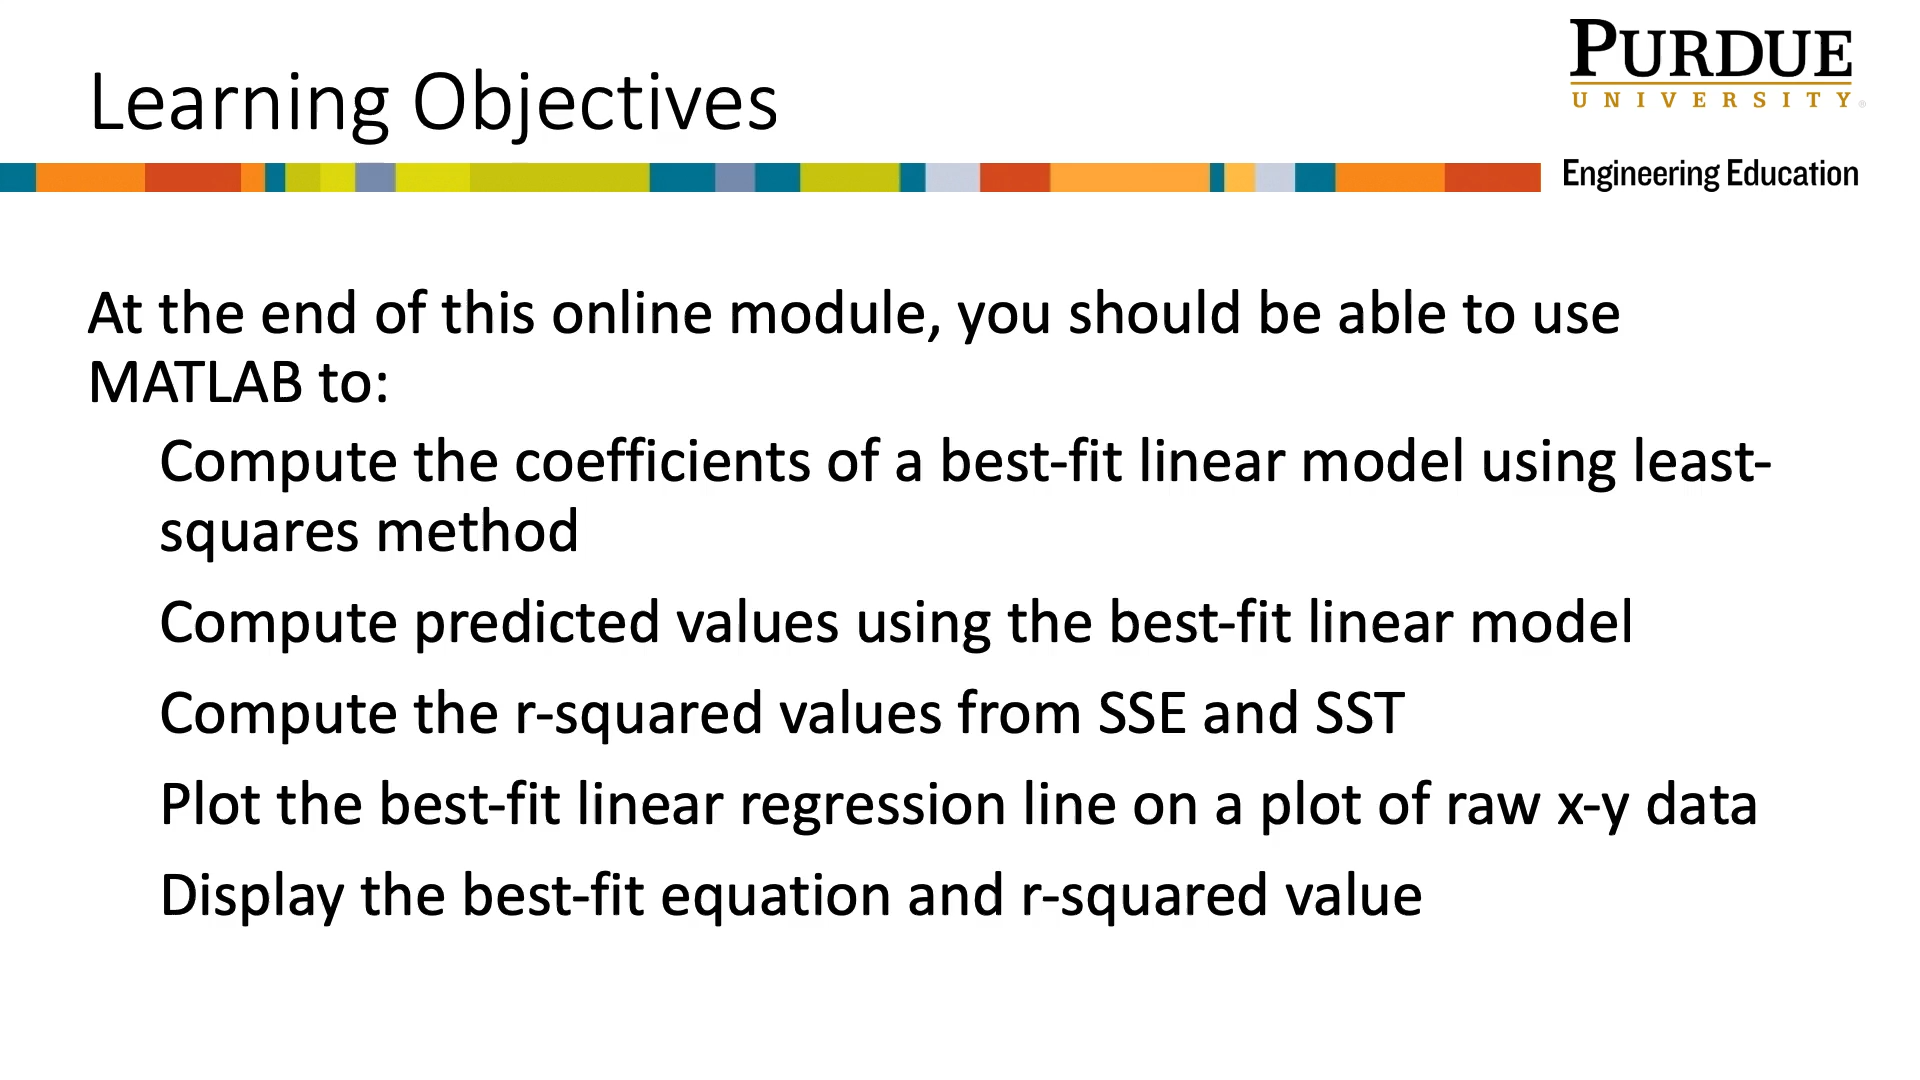 Learning Objectives
PURDUE
UNIVERSITY®
Engineering Education
At the end of this online module, you should be able to use
MATLAB to:
Compute the coefficients of a best-fit linear model using least-
squares method
Compute predicted values using the best-fit linear model
Compute the r-squared values from SSE and SST
Plot the best-fit linear regression line on a plot of raw x-y data
Display the best-fit equation and r-squared value